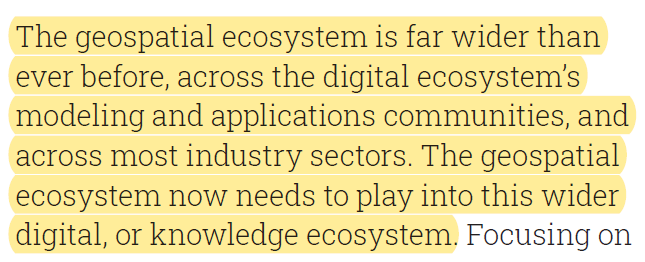 The geospatial ecosystem is far wider than
ever before, across the digital ecosystem’s
modeling and applications communities, and
across most industry sectors. The geospatial
ecosystem now needs to play into this wider
digital, or knowledge ecosystem. Focusing on